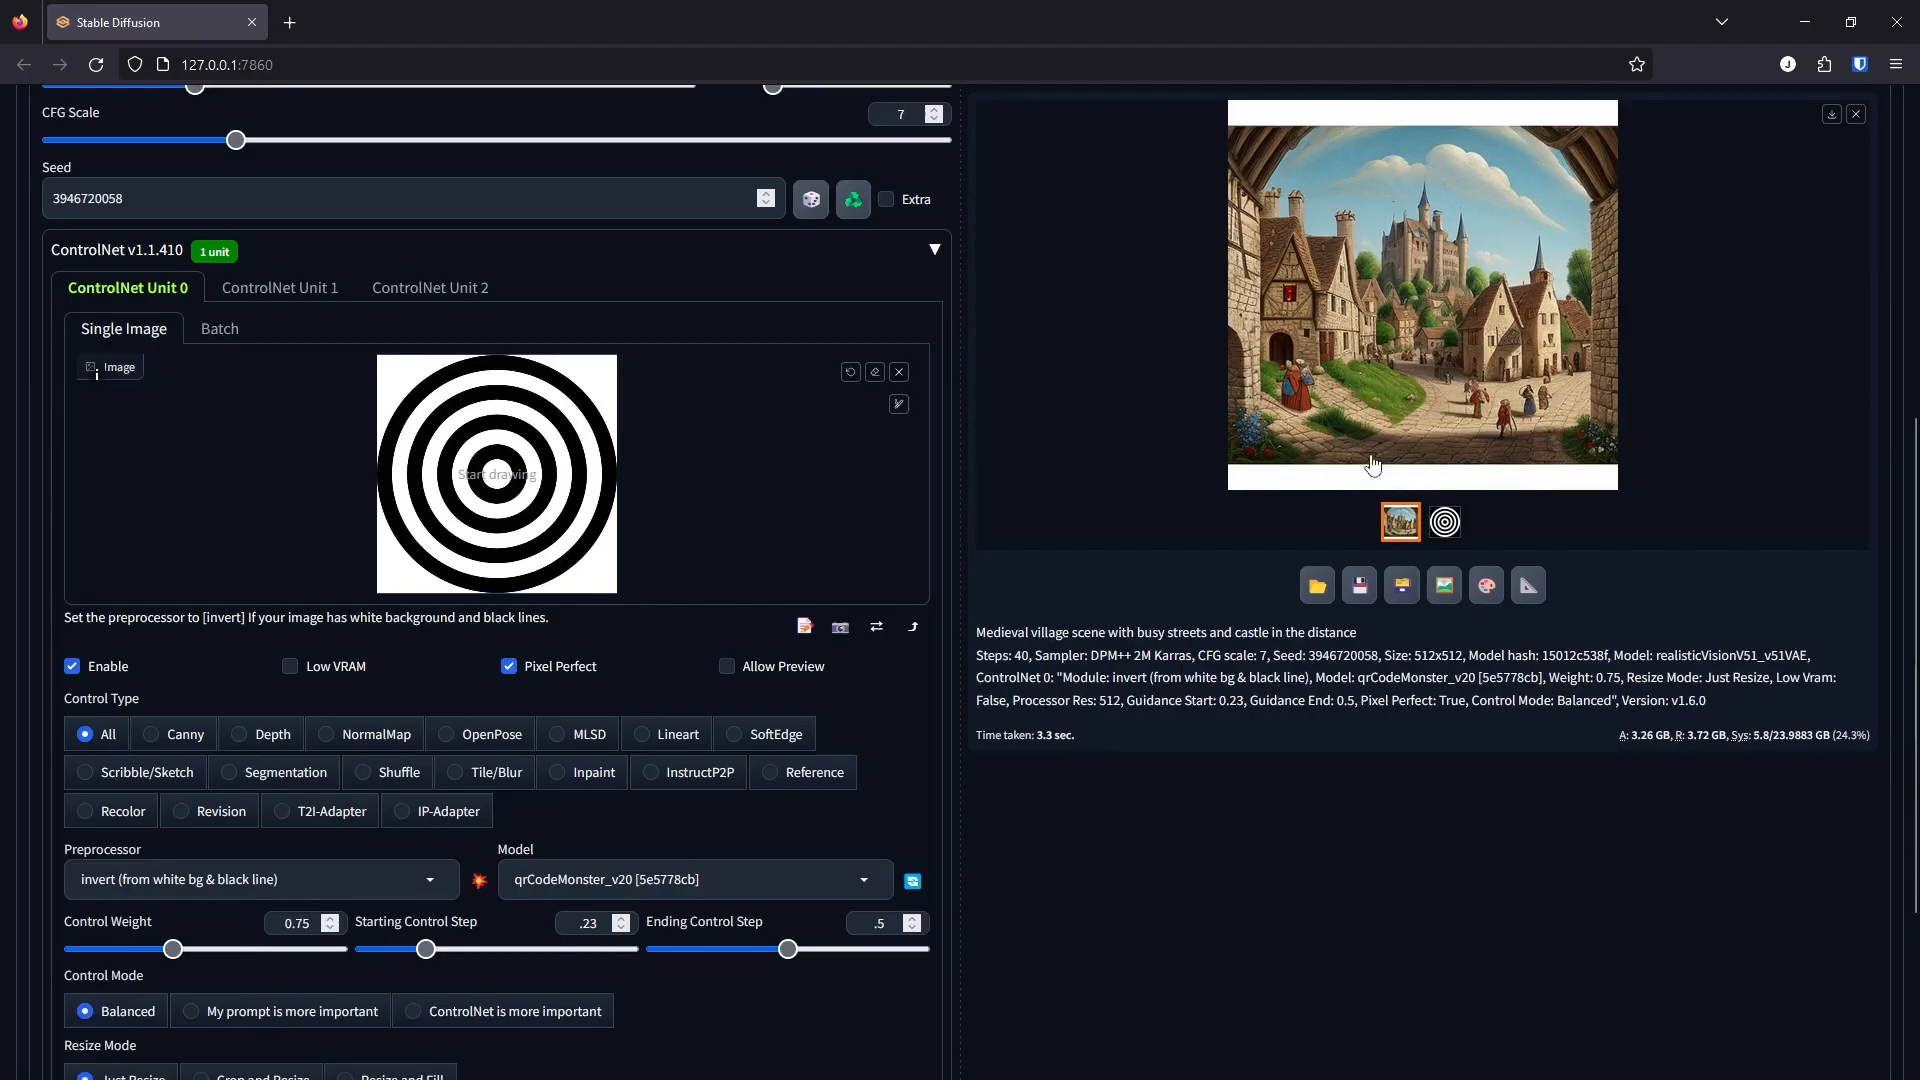 Stable Diffusion
127.0.0.1:7860
CFG Scale
7
Seed
3946720058
Extra
ControlNet v1.1.410
1 unit
ControlNet Unit 0
ControlNet Unit 1
ControlNet Unit 2
Single Image
Batch
Image
Start drawing
Set the preprocessor to [invert] If your image has white background and black lines.
Enable
Low VRAM
Pixel Perfect
Allow Preview
Control Type
All
Canny
Depth
NormalMap
OpenPose
MLSD
Lineart
SoftEdge
Scribble/Sketch
Segmentation
Shuffle
Tile/Blur
Inpaint
InstructP2P
Reference
Recolor
Revision
T2I-Adapter
IP-Adapter
Preprocessor
Model
invert (from white bg & black line)
qrCodeMonster_v20 [5e5778cb]
Control Weight
0.75
Starting Control Step
.23
Ending Control Step
.5
Control Mode
Balanced
My prompt is more important
ControlNet is more important
Resize Mode
Just Resize
Crop and Resize
Resize and Fill
Medieval village scene with busy streets and castle in the distance
Steps: 40, Sampler: DPM++ 2M Karras, CFG scale: 7, Seed: 3946720058, Size: 512x512, Model hash: 15012c538f, Model: realisticVisionV51_v51VAE,
ControlNet 0: "Module: invert (from white bg & black line), Model: qrCodeMonster_v20 [5e5778cb], Weight: 0.75, Resize Mode: Just Resize, Low Vram:
False, Processor Res: 512, Guidance Start: 0.23, Guidance End: 0.5, Pixel Perfect: True, Control Mode: Balanced", Version: v1.6.0
Time taken: 3.3 sec.
A: 3.26 GB, R: 3.72 GB, Sys: 5.8/23.9883 GB (24.3%)